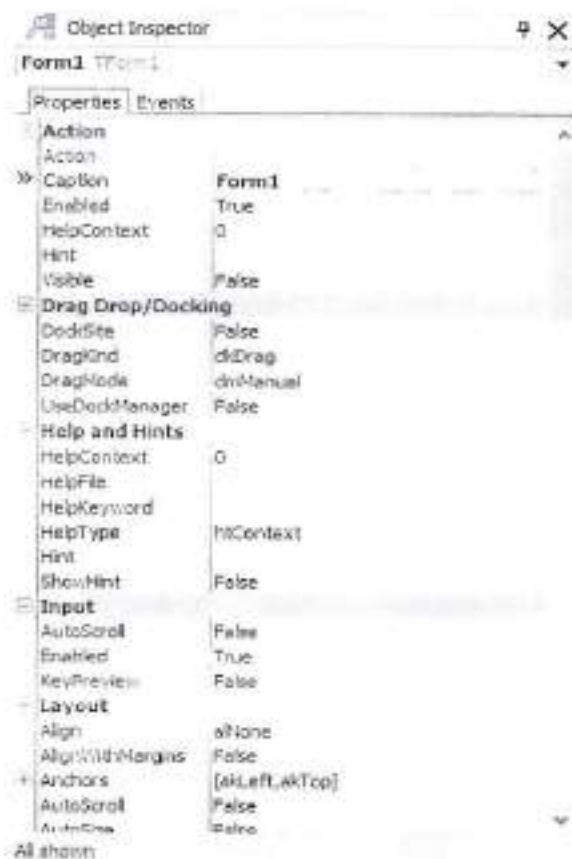 Object Inspector
Form1 TForm1
Properties Events
Action
Action
Caption Form1
Enabled True
HelpContext 0
Hint
Visible False
Drag Drop/Docking
DockSite False
DragKind dkDrag
DragMode dmManual
UseDockManager False
Help and Hints
HelpContext 0
HelpFile
HelpKeyword
HelpType htContext
Hint
ShowHint False
Input
AutoScroll False
Enabled True
KeyPreview False
Layout
Align alNone
AlignWithMargins False
Anchors [akLeft,akTop]
AutoScroll False
AutoSize False
All shown